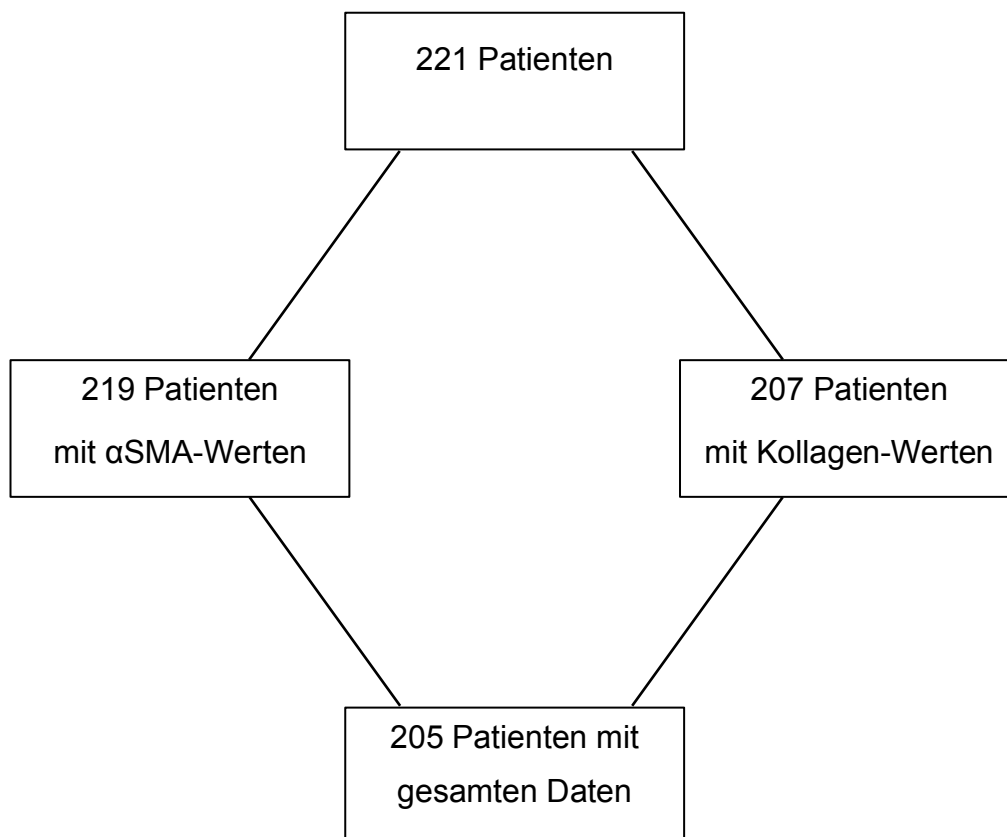 221 Patienten
219 Patienten
mit αSMA-Werten
207 Patienten
mit Kollagen-Werten
205 Patienten mit
gesamten Daten